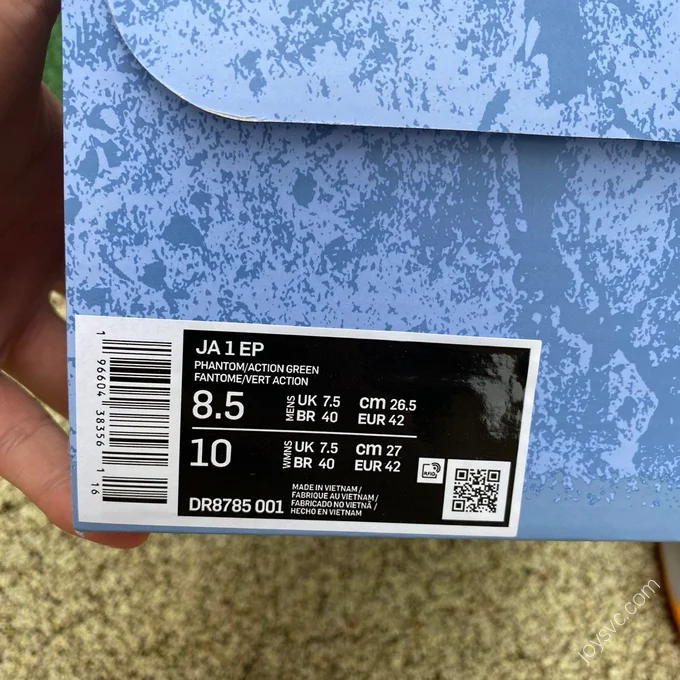 JA 1 EP
PHANTOM/ACTION GREEN
FANTOME/VERT ACTION
8.5 MENS UK 7.5 cm 26.5
BR 40 EUR 42
10 WMNS UK 7.5 cm 27
BR 40 EUR 42
DR8785 001
MADE IN VIETNAM /
FABRIQUE AU VIETNAM /
FABRICADO NO VIETNÃ /
HECHO EN VIETNAM
RFID
1 96604 38356 1 16
joysvc.com